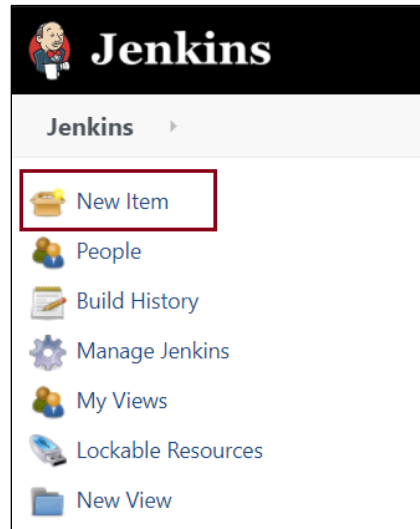 Jenkins
Jenkins
New Item
People
Build History
Manage Jenkins
My Views
Lockable Resources
New View